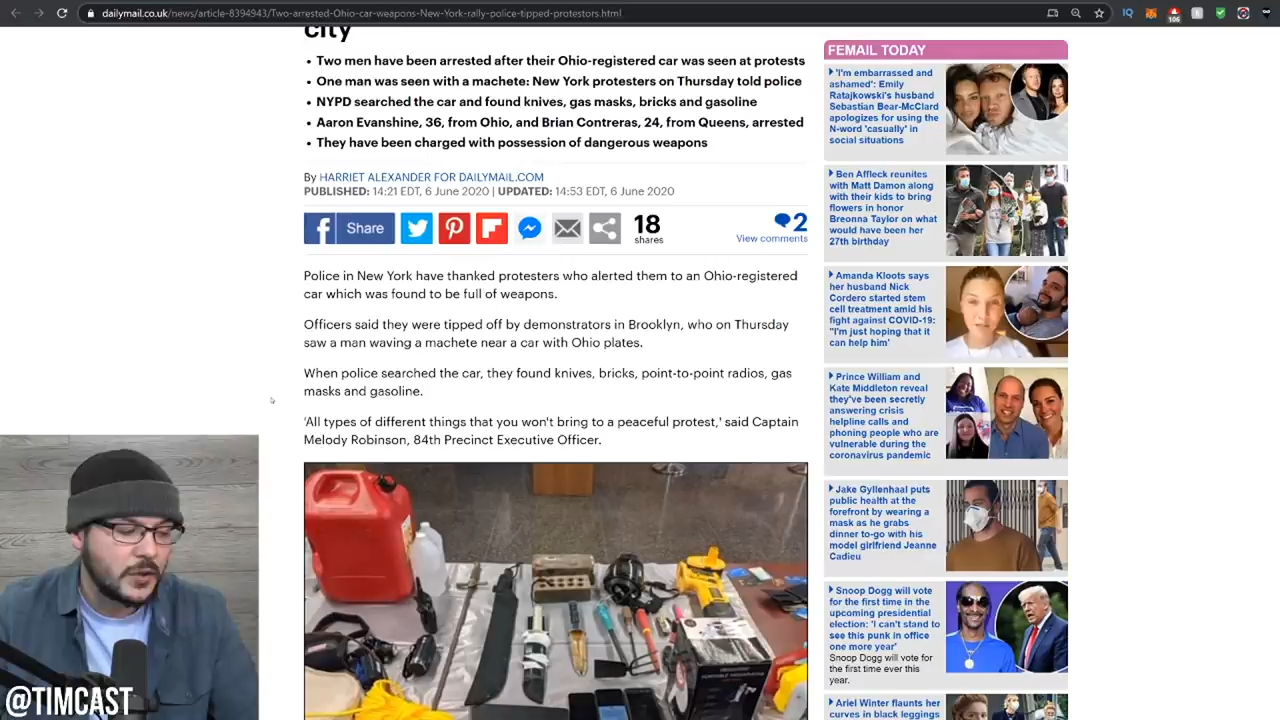 dailymail.co.uk/news/article-8394943/Two-arrested-Ohio-car-weapons-New-York-rally-police-tipped-protestors.html
106
city
• Two men have been arrested after their Ohio-registered car was seen at protests
• One man was seen with a machete: New York protesters on Thursday told police
• NYPD searched the car and found knives, gas masks, bricks and gasoline
• Aaron Evanshine, 36, from Ohio, and Brian Contreras, 24, from Queens, arrested
• They have been charged with possession of dangerous weapons
By HARRIET ALEXANDER FOR DAILYMAIL.COM
PUBLISHED: 14:21 EDT, 6 June 2020 | UPDATED: 14:53 EDT, 6 June 2020
Share
18
shares
2
View comments
Police in New York have thanked protesters who alerted them to an Ohio-registered
car which was found to be full of weapons.
Officers said they were tipped off by demonstrators in Brooklyn, who on Thursday
saw a man waving a machete near a car with Ohio plates.
When police searched the car, they found knives, bricks, point-to-point radios, gas
masks and gasoline.
'All types of different things that you won't bring to a peaceful protest,' said Captain
Melody Robinson, 84th Precinct Executive Officer.
FEMAIL TODAY
'I'm embarrassed and
ashamed': Emily
Ratajkowski's husband
Sebastian Bear-McClard
apologizes for using the
N-word 'casually' in
social situations
Ben Affleck reunites
with Matt Damon along
with their kids to bring
flowers in honor
Breonna Taylor on what
would have been her
27th birthday
Amanda Kloots says
her husband Nick
Cordero started stem
cell treatment amid his
fight against COVID-19:
'I'm just hoping that it
can help him'
Prince William and
Kate Middleton reveal
they've been secretly
answering crisis
helpline calls and
phoning people who are
vulnerable during the
coronavirus pandemic
Jake Gyllenhaal puts
public health at the
forefront by wearing a
mask as he grabs
dinner to-go with his
model girlfriend Jeanne
Cadieu
Snoop Dogg will vote
for the first time in the
upcoming presidential
election: 'I can't stand to
see this punk in office
one more year'
Snoop Dogg will vote for
the first time ever this
year.
Ariel Winter flaunts her
curves in black leggings
@TIMCAST